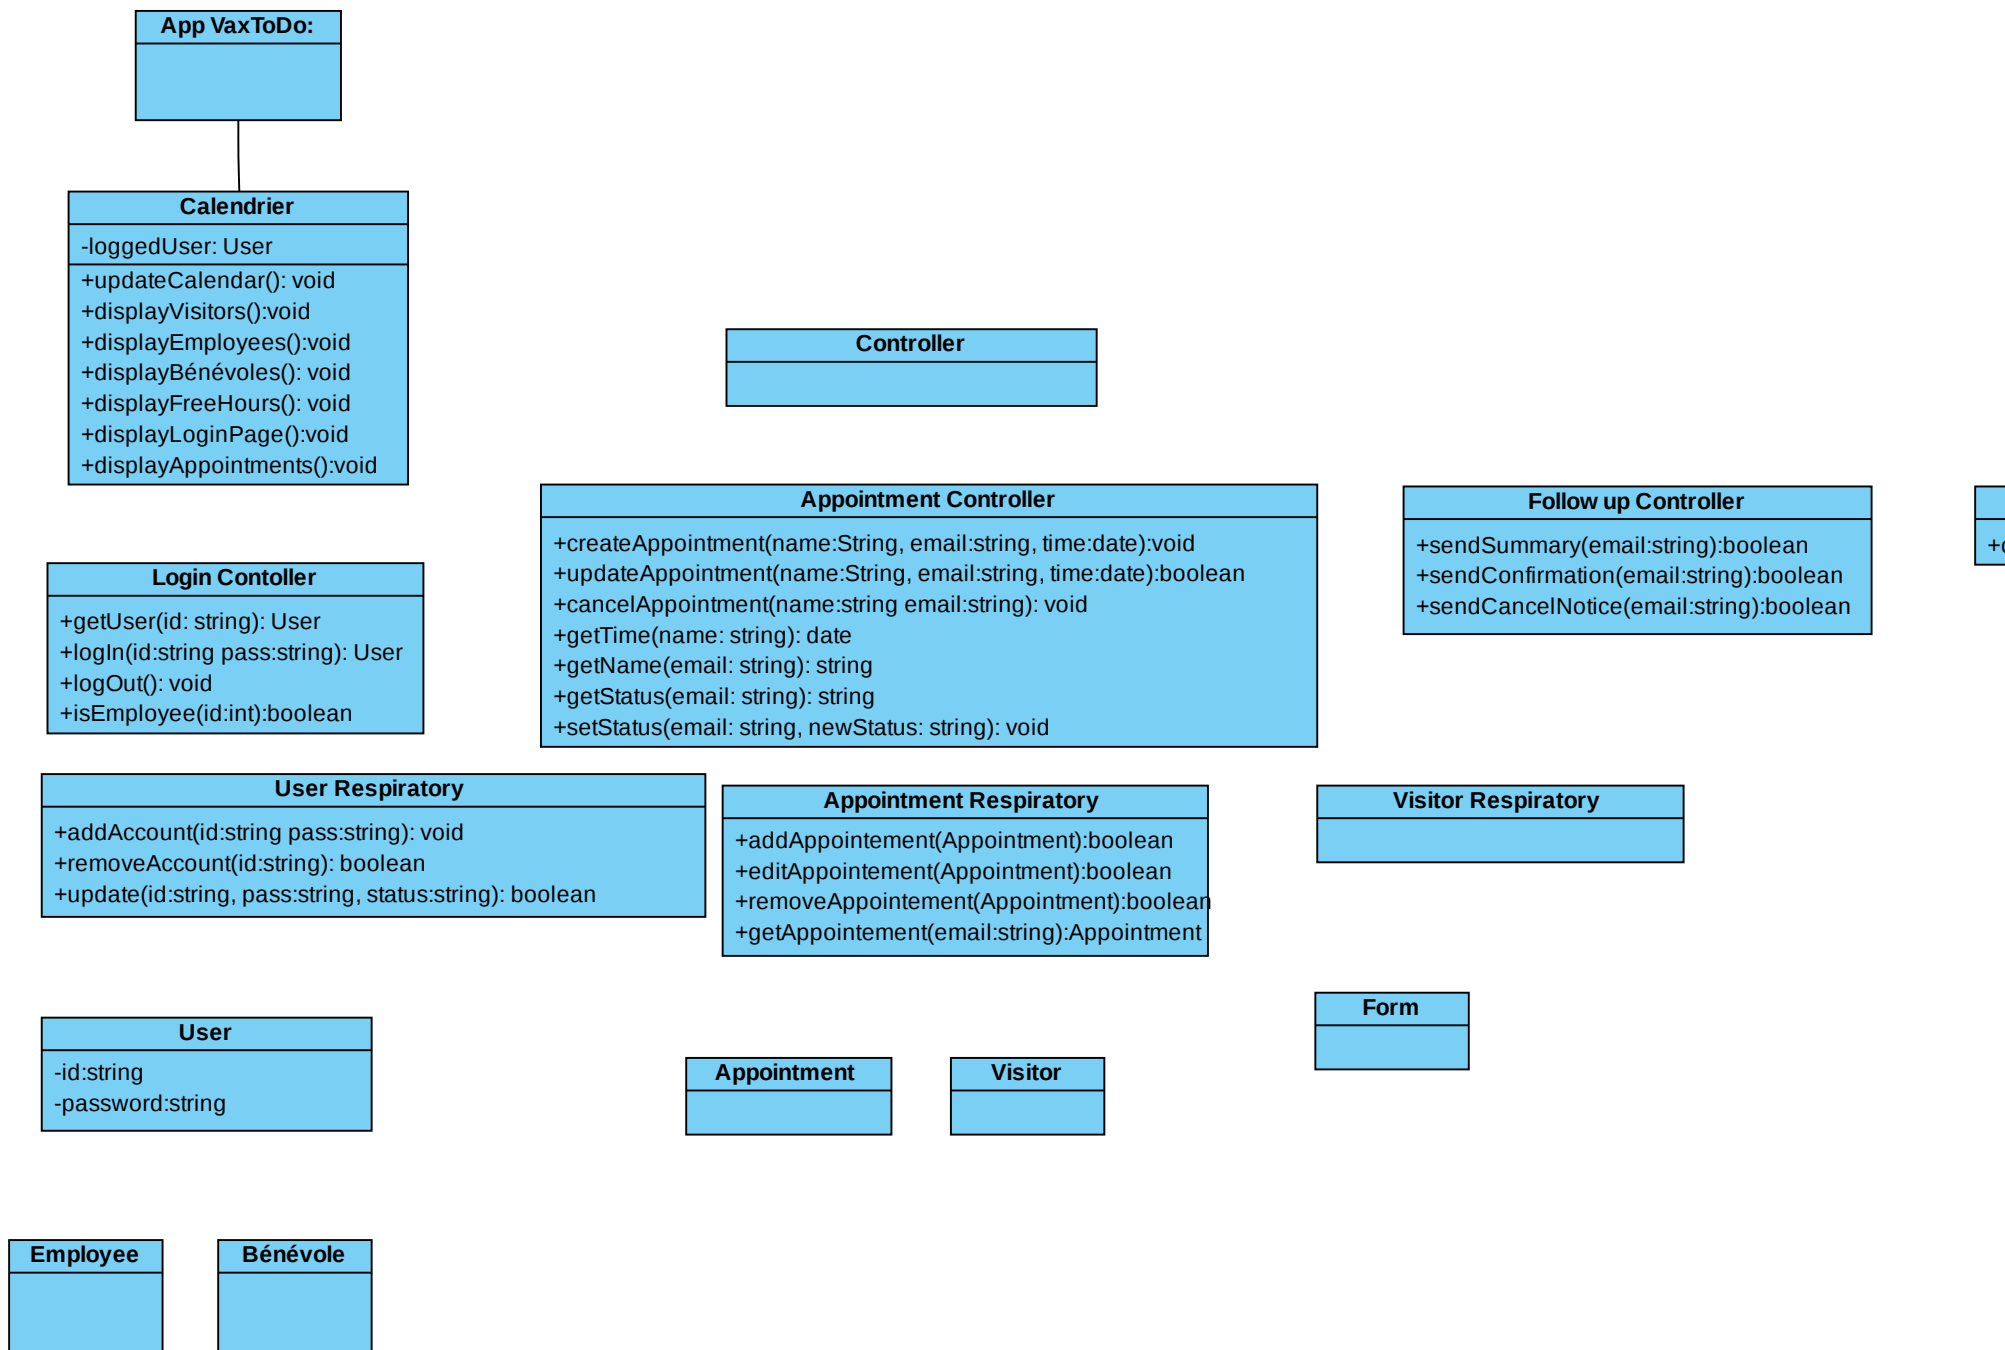 App VaxToDo:
Calendrier
-loggedUser: User
+updateCalendar(): void
+displayVisitors():void
+displayEmployees():void
+displayBénévoles(): void
+displayFreeHours(): void
+displayLoginPage():void
+displayAppointments():void
Controller
Appointment Controller
+createAppointment(name:String, email:string, time:date):void
+updateAppointment(name:String, email:string, time:date):boolean
+cancelAppointment(name:string email:string): void
+getTime(name: string): date
+getName(email: string): string
+getStatus(email: string): string
+setStatus(email: string, newStatus: string): void
Follow up Controller
+sendSummary(email:string):boolean
+sendConfirmation(email:string):boolean
+sendCancelNotice(email:string):boolean
Login Contoller
+getUser(id: string): User
+logIn(id:string pass:string): User
+logOut(): void
+isEmployee(id:int):boolean
User Respiratory
+addAccount(id:string pass:string): void
+removeAccount(id:string): boolean
+update(id:string, pass:string, status:string): boolean
Appointment Respiratory
+addAppointement(Appointment):boolean
+editAppointement(Appointment):boolean
+removeAppointement(Appointment):boolean
+getAppointement(email:string):Appointment
Visitor Respiratory
User
-id:string
-password:string
Appointment
Visitor
Form
Employee
Bénévole